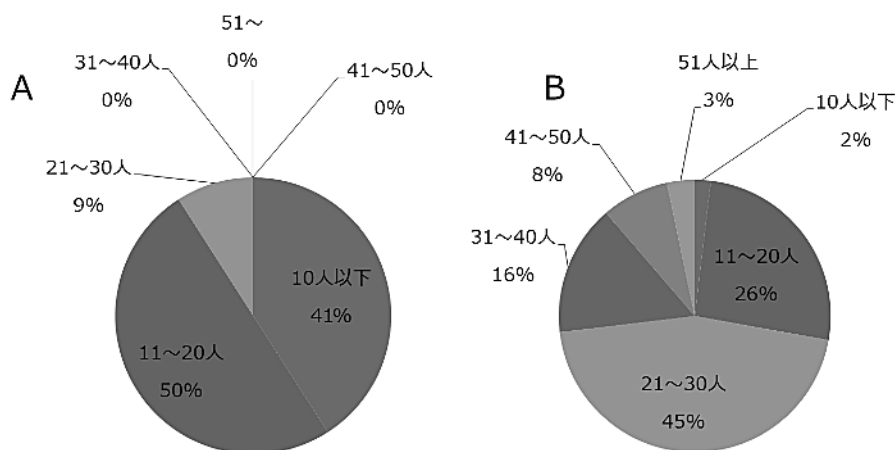 A
51～
0%
31～40人
0%
41～50人
0%
21～30人
9%
10人以下
41%
11～20人
50%
B
51人以上
3%
10人以下
2%
41～50人
8%
31～40人
16%
11～20人
26%
21～30人
45%